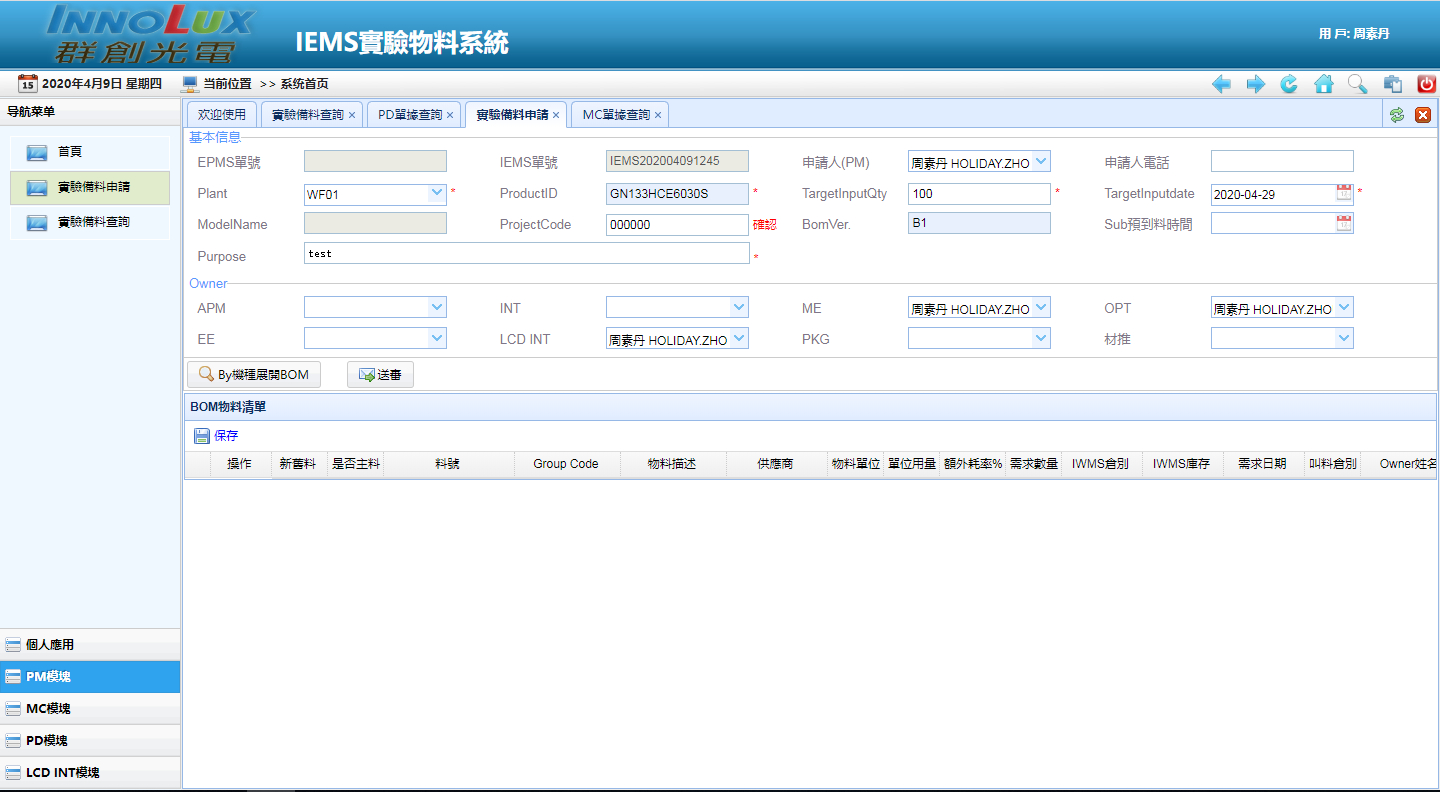 INNOLUX
群創光電
IEMS實驗物料系統
用 戶: 周素丹
15 2020年4月9日 星期四 当前位置 >> 系统首页
导航菜单
欢迎使用 實驗備料查詢 × PD單據查詢 × 實驗備料申請 × MC單據查詢 ×
首頁
實驗備料申請
實驗備料查詢
基本信息
EPMS單號 IEMS單號 IEMS202004091245 申請人(PM) 周素丹 HOLIDAY.ZHO 申請人電話
Plant WF01 * ProductID GN133HCE6030S * TargetInputQty 100 * TargetInputdate 2020-04-29 *
ModelName ProjectCode 000000 確認 BomVer. B1 Sub預到料時間
Purpose test *
Owner
APM INT ME 周素丹 HOLIDAY.ZHO OPT 周素丹 HOLIDAY.ZHO
EE LCD INT 周素丹 HOLIDAY.ZHO PKG 材推
By機種展開BOM 送審
BOM物料清單
保存
操作 新舊料 是否主料 料號 Group Code 物料描述 供應商 物料單位 單位用量 額外耗率% 需求數量 IWMS倉別 IWMS庫存 需求日期 叫料倉別 Owner姓名
個人應用
PM模塊
MC模塊
PD模塊
LCD INT模塊